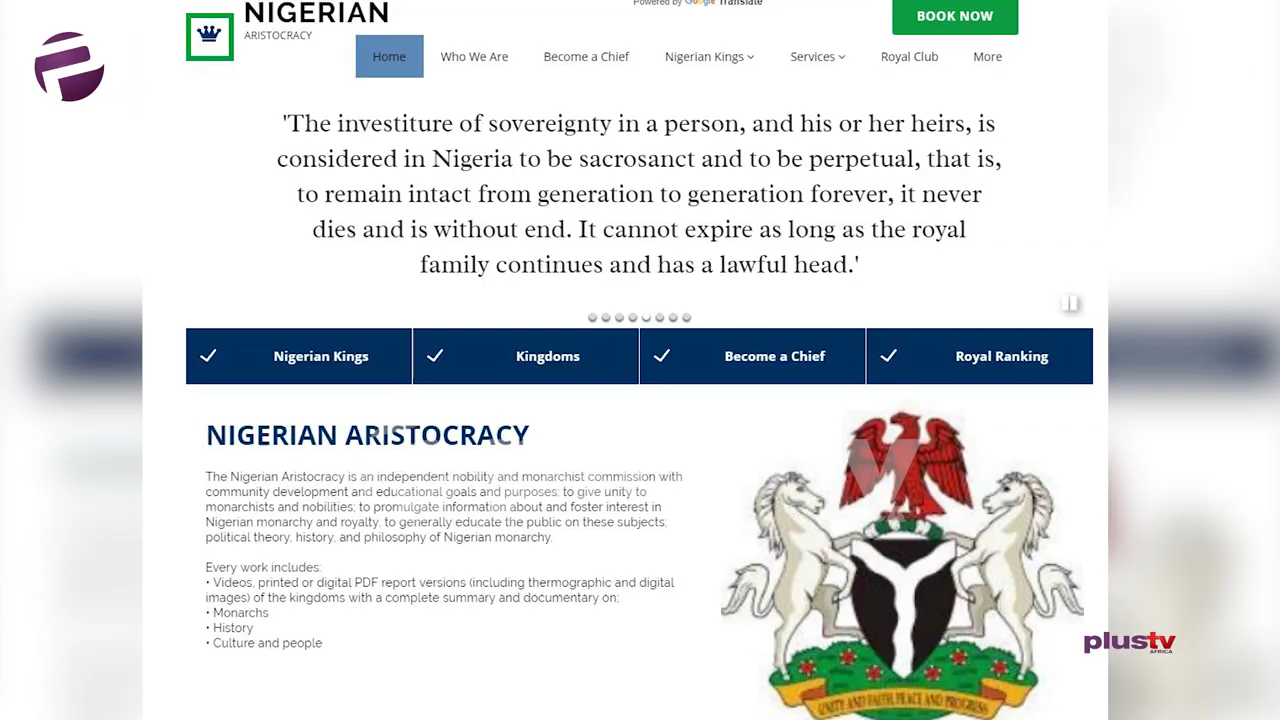 Powered by Google Translate
NIGERIAN
ARISTOCRACY
BOOK NOW
Home
Who We Are
Become a Chief
Nigerian Kings
Services
Royal Club
More
'The investiture of sovereignty in a person, and his or her heirs, is
considered in Nigeria to be sacrosanct and to be perpetual, that is,
to remain intact from generation to generation forever, it never
dies and is without end. It cannot expire as long as the royal
family continues and has a lawful head.'
Nigerian Kings
Kingdoms
Become a Chief
Royal Ranking
NIGERIAN ARISTOCRACY
The Nigerian Aristocracy is an independent nobility and monarchist commission with
community development and educational goals and purposes: to give unity to
monarchists and nobilities; to promulgate information about and foster interest in
Nigerian monarchy and royalty, to generally educate the public on these subjects;
political theory, history, and philosophy of Nigerian monarchy.
Every work includes:
• Videos, printed or digital PDF report versions (including thermographic and digital
images) of the kingdoms with a complete summary and documentary on;
• Monarchs
• History
• Culture and people
UNITY AND FAITH, PEACE AND PROGRESS
plustv
AFRICA